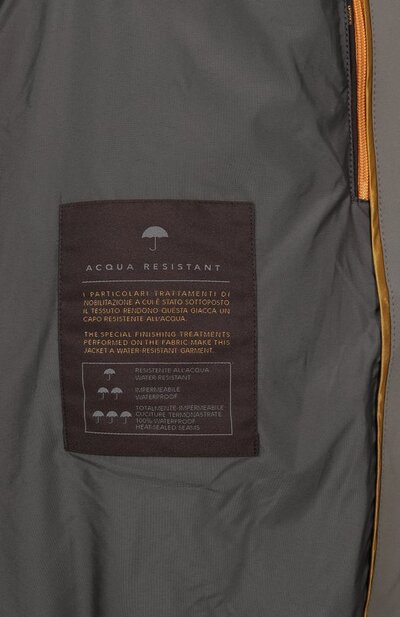 ACQUA RESISTANT
I PARTICOLARI TRATTAMENTI DI
NOBILITAZIONE A CUI È STATO SOTTOPOSTO
IL TESSUTO RENDONO QUESTA GIACCA UN
CAPO RESISTENTE ALL'ACQUA.
THE SPECIAL FINISHING TREATMENTS
PERFORMED ON THE FABRIC MAKE THIS
JACKET A WATER-RESISTANT GARMENT.
RESISTENTE ALL'ACQUA
WATER RESISTANT
IMPERMEABILE
WATERPROOF
TOTALMENTE IMPERMEABILE
CUCITURE TERMONASTRATE
100% WATERPROOF
HEAT-SEALED SEAMS